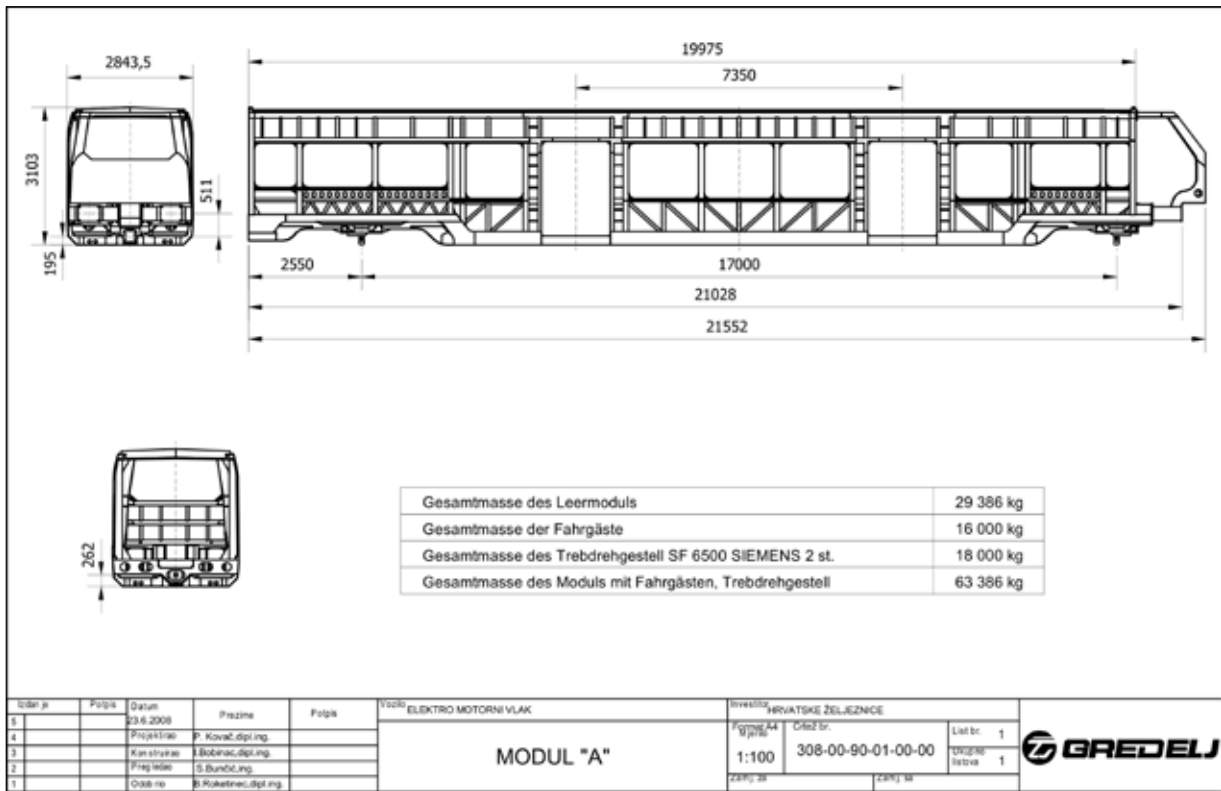 2843,5
19975
7350
3103
511
195
2550
17000
21028
21552
262
Gesamtmasse des Leermoduls 29 386 kg
Gesamtmasse der Fahrgäste 16 000 kg
Gesamtmasse des Trebdrehgestell SF 6500 SIEMENS 2 st. 18 000 kg
Gesamtmasse des Moduls mit Fahrgästen, Trebdrehgestell 63 386 kg
Izdanje Potpis Datum Prezime Potpis
23.6.2008
5
4 Projektirao P. Kovač,dipl.ing.
3 Konstruirao I.Bobinac,dipl.ing.
2 Pregledao S.Bunčić,ing.
1 Odobrio B.Roketinec,dipl.ing.
Vozilo ELEKTRO MOTORNI VLAK
MODUL "A"
Investitor HRVATSKE ŽELJEZNICE
Format A4
Mjerilo
1:100
Crtež br.
308-00-90-01-00-00
List br. 1
Ukupno listova 1
Zamj. za
Zamj. sa
GREDELJ